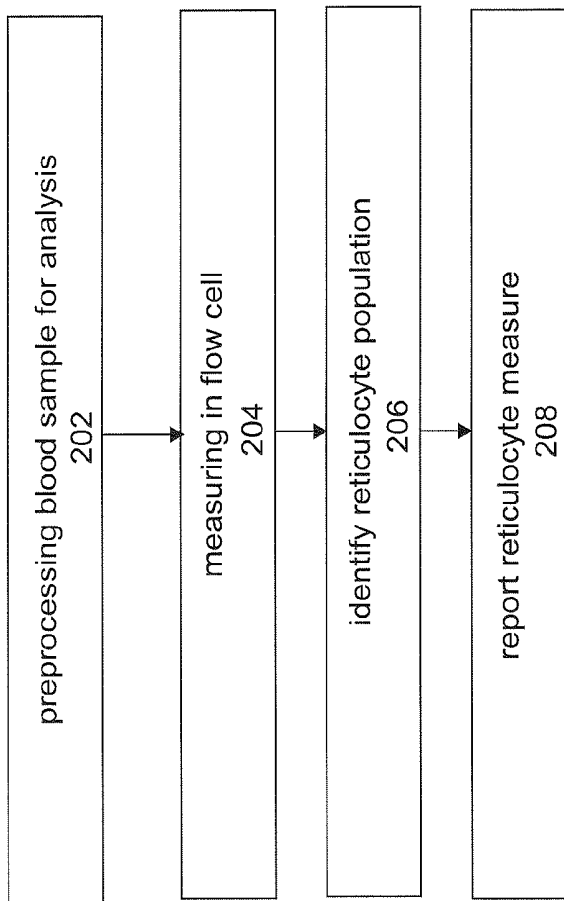 preprocessing blood sample for analysis
202
measuring in flow cell
204
identify reticulocyte population
206
report reticulocyte measure
208